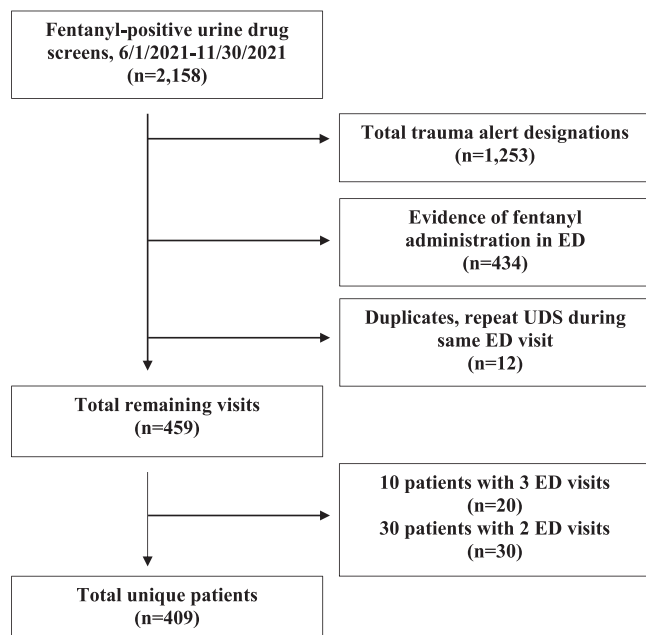 Fentanyl-positive urine drug
screens, 6/1/2021-11/30/2021
(n=2,158)
Total trauma alert designations
(n=1,253)
Evidence of fentanyl
administration in ED
(n=434)
Duplicates, repeat UDS during
same ED visit
(n=12)
Total remaining visits
(n=459)
10 patients with 3 ED visits
(n=20)
30 patients with 2 ED visits
(n=30)
Total unique patients
(n=409)